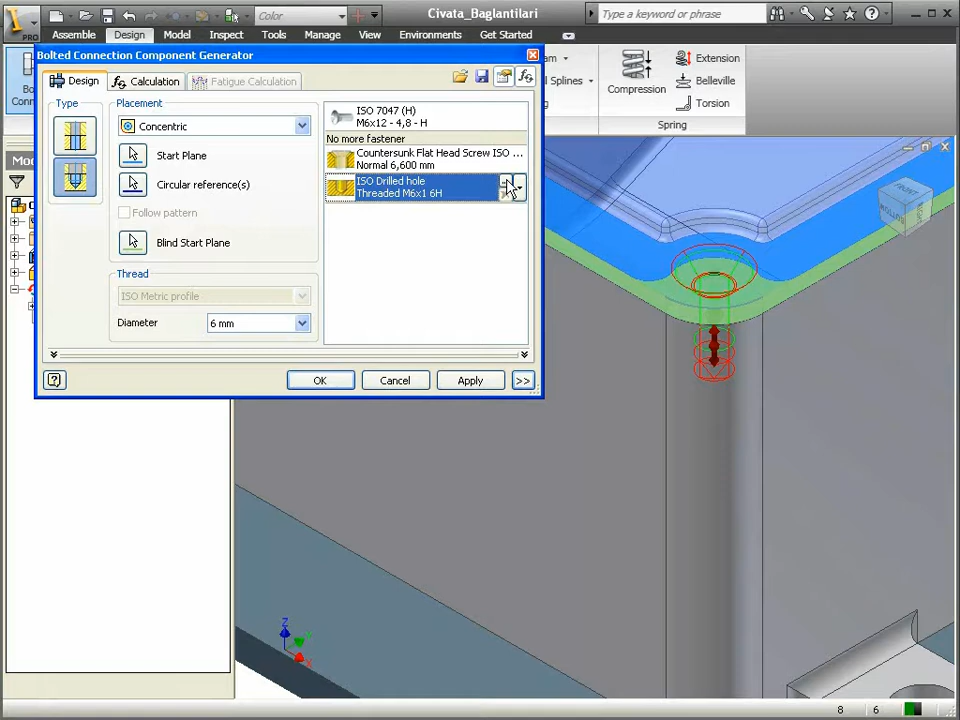 Color
Civata_Baglantilari
Type a keyword or phrase
PRO
Assemble
Design
Model
Inspect
Tools
Manage
View
Environments
Get Started
Bolted Connection Component Generator
Design
Calculation
Fatigue Calculation
Type
Placement
Concentric
Start Plane
Circular reference(s)
Follow pattern
Blind Start Plane
Thread
ISO Metric profile
Diameter
6 mm
ISO 7047 (H)
M6x12 - 4,8 - H
No more fastener
Countersunk Flat Head Screw ISO ...
Normal 6,600 mm
ISO Drilled hole
Threaded M6x1 6H
OK
Cancel
Apply
>>
Splines
Compression
Extension
Belleville
Torsion
Spring
FRONT
Z
X
8
6